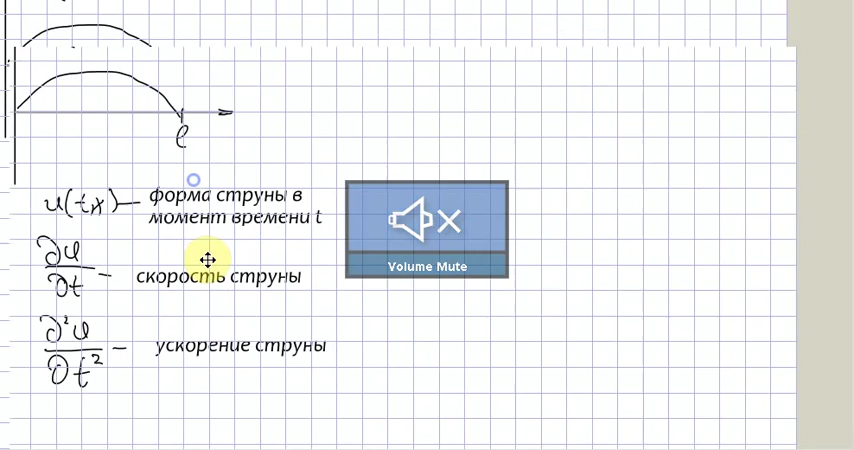 ℓ
u(t,x) — форма струны в
момент времени t
∂u/∂t — скорость струны
Volume Mute
∂²u/∂t² — ускорение струны